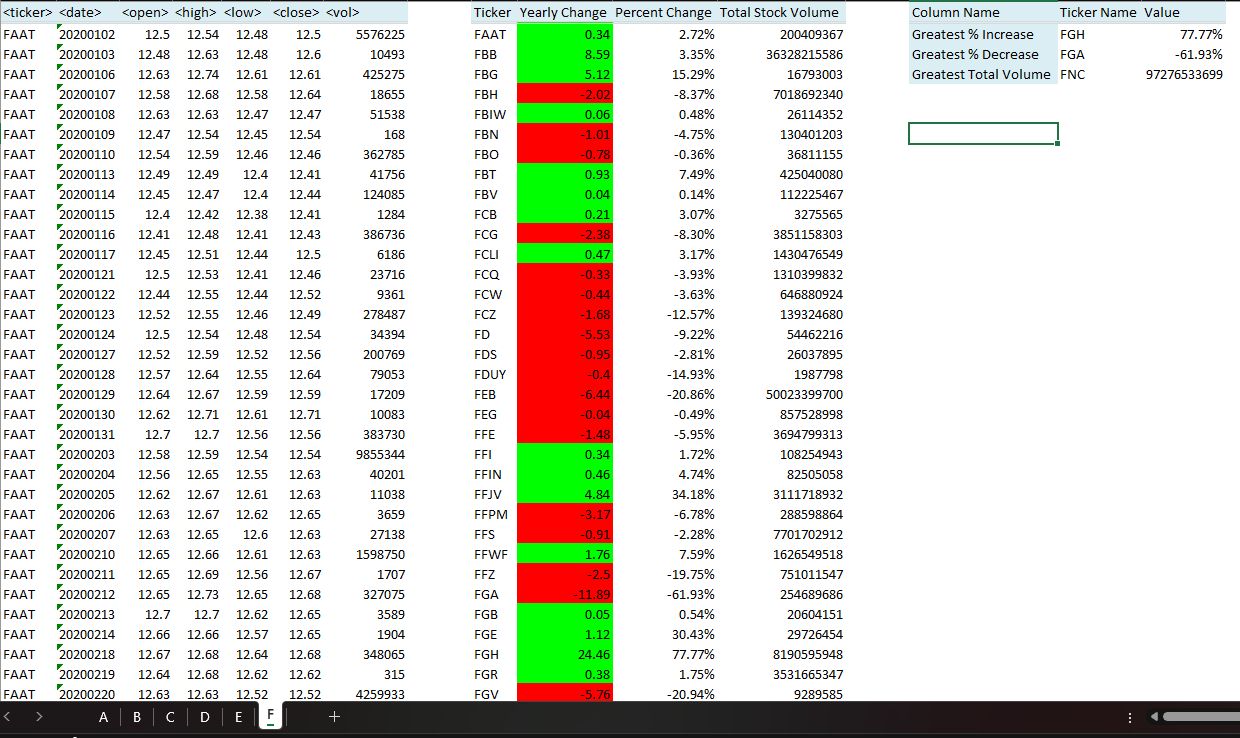 <ticker> <date> <open> <high> <low> <close> <vol> Ticker Yearly Change Percent Change Total Stock Volume Column Name Ticker Name Value
FAAT 20200102 12.5 12.54 12.48 12.5 5576225 FAAT 0.34 2.72% 200409367 Greatest % Increase FGH 77.77%
FAAT 20200103 12.48 12.63 12.48 12.6 10493 FBB 8.59 3.35% 36328215586 Greatest % Decrease FGA -61.93%
FAAT 20200106 12.63 12.74 12.61 12.61 425275 FBG 5.12 15.29% 16793003 Greatest Total Volume FNC 97276533699
FAAT 20200107 12.58 12.68 12.58 12.64 18655 FBH -2.02 -8.37% 7018692340
FAAT 20200108 12.63 12.63 12.47 12.47 51538 FBIW 0.06 0.48% 26114352
FAAT 20200109 12.47 12.54 12.45 12.54 168 FBN -1.01 -4.75% 130401203
FAAT 20200110 12.54 12.59 12.46 12.46 362785 FBO -0.78 -0.36% 36811155
FAAT 20200113 12.49 12.49 12.4 12.41 41756 FBT 0.93 7.49% 425040080
FAAT 20200114 12.45 12.47 12.4 12.44 124085 FBV 0.04 0.14% 112225467
FAAT 20200115 12.4 12.42 12.38 12.41 1284 FCB 0.21 3.07% 3275565
FAAT 20200116 12.41 12.48 12.41 12.43 386736 FCG -2.38 -8.30% 3851158303
FAAT 20200117 12.45 12.51 12.44 12.5 6186 FCLI 0.47 3.17% 1430476549
FAAT 20200121 12.5 12.53 12.41 12.46 23716 FCQ -0.33 -3.93% 1310399832
FAAT 20200122 12.44 12.55 12.44 12.52 9361 FCW -0.44 -3.63% 646880924
FAAT 20200123 12.52 12.55 12.46 12.49 278487 FCZ -1.68 -12.57% 139324680
FAAT 20200124 12.5 12.54 12.48 12.54 34394 FD -5.53 -9.22% 54462216
FAAT 20200127 12.52 12.59 12.52 12.56 200769 FDS -0.95 -2.81% 26037895
FAAT 20200128 12.57 12.64 12.55 12.64 79053 FDUY -0.4 -14.93% 1987798
FAAT 20200129 12.64 12.67 12.59 12.59 17209 FEB -6.44 -20.86% 50023399700
FAAT 20200130 12.62 12.71 12.61 12.71 10083 FEG -0.04 -0.49% 857528998
FAAT 20200131 12.7 12.7 12.56 12.56 383730 FFE -1.48 -5.95% 3694799313
FAAT 20200203 12.58 12.59 12.54 12.54 9855344 FFI 0.34 1.72% 108254943
FAAT 20200204 12.56 12.65 12.55 12.63 40201 FFIN 0.46 4.74% 82505058
FAAT 20200205 12.62 12.67 12.61 12.63 11038 FFJV 4.84 34.18% 3111718932
FAAT 20200206 12.63 12.67 12.62 12.65 3659 FFPM -3.17 -6.78% 288598864
FAAT 20200207 12.63 12.65 12.6 12.63 27138 FFS -0.91 -2.28% 7701702912
FAAT 20200210 12.65 12.66 12.61 12.63 1598750 FFWF 1.76 7.59% 1626549518
FAAT 20200211 12.65 12.69 12.56 12.67 1707 FFZ -2.5 -19.75% 751011547
FAAT 20200212 12.65 12.73 12.65 12.68 327075 FGA -11.89 -61.93% 254689686
FAAT 20200213 12.7 12.7 12.62 12.65 3589 FGB 0.05 0.54% 20604151
FAAT 20200214 12.66 12.66 12.57 12.65 1904 FGE 1.12 30.43% 29726454
FAAT 20200218 12.67 12.68 12.64 12.68 348065 FGH 24.46 77.77% 8190595948
FAAT 20200219 12.64 12.68 12.62 12.62 315 FGR 0.38 1.75% 3531665347
FAAT 20200220 12.63 12.63 12.52 12.52 4259933 FGV -5.76 -20.94% 9289585
A B C D E F